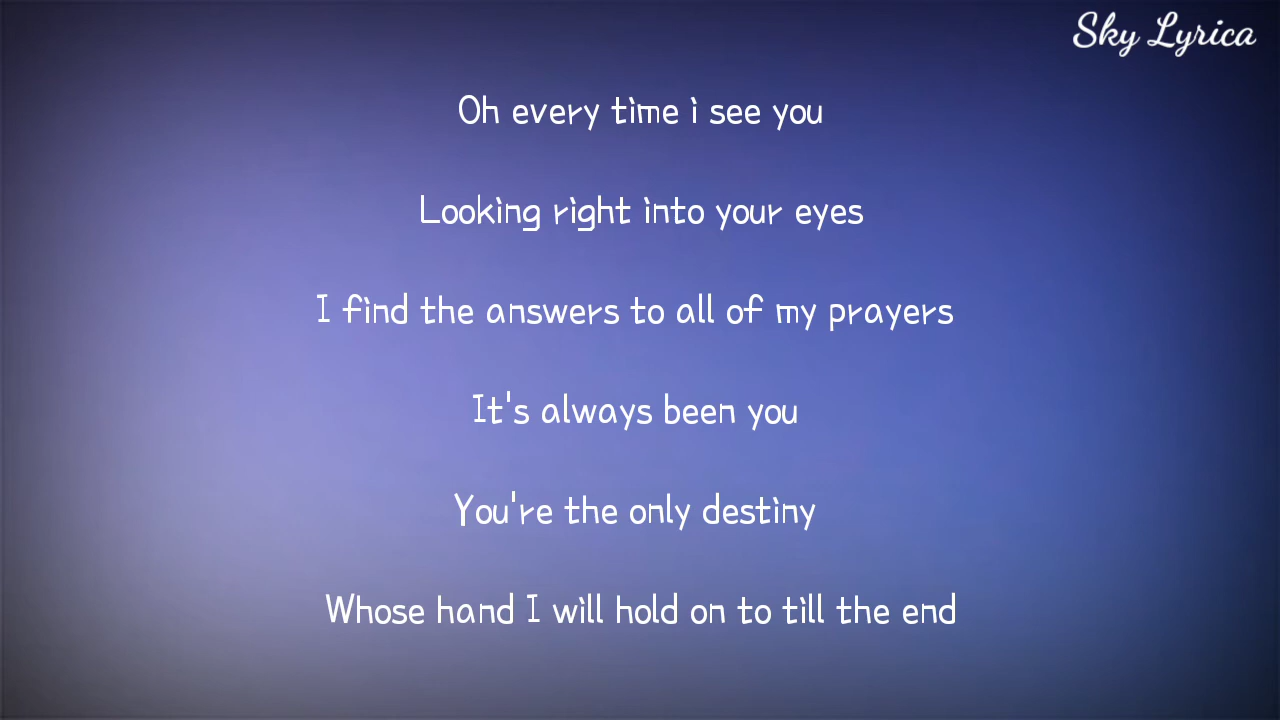 Sky Lyrica
Oh every time i see you
Looking right into your eyes
I find the answers to all of my prayers
It's always been you
You're the only destiny
Whose hand I will hold on to till the end